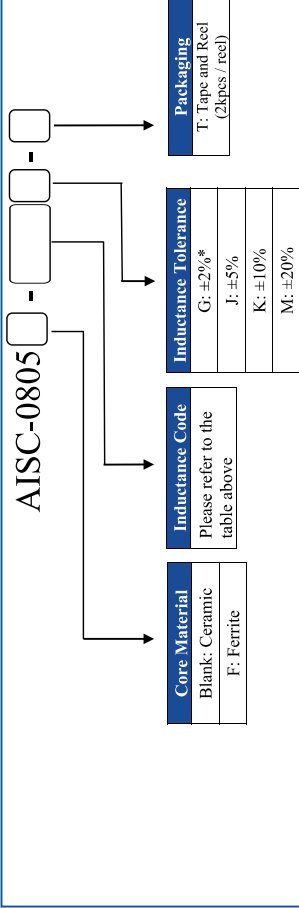 AISC-0805 - -
Core Material
Blank: Ceramic
F: Ferrite
Inductance Code
Please refer to the
table above
Inductance Tolerance
G: ±2%*
J: ±5%
K: ±10%
M: ±20%
Packaging
T: Tape and Reel
(2kpcs / reel)